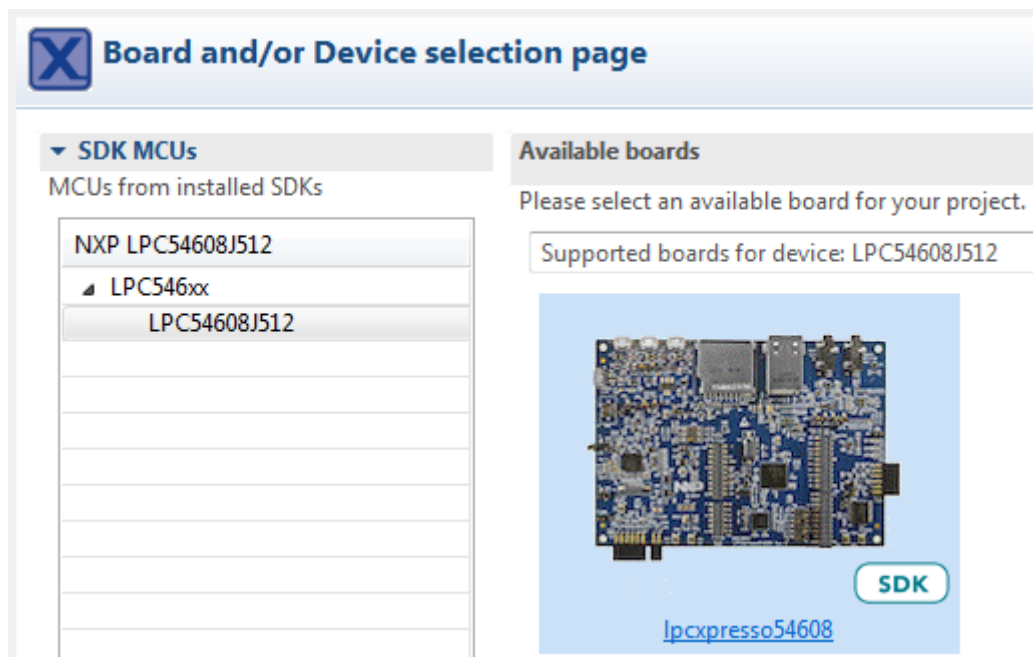 Board and/or Device selection page
SDK MCUs
MCUs from installed SDKs
NXP LPC54608J512
LPC546xx
LPC54608J512
Available boards
Please select an available board for your project.
Supported boards for device: LPC54608J512
NXP
SDK
lpcxpresso54608